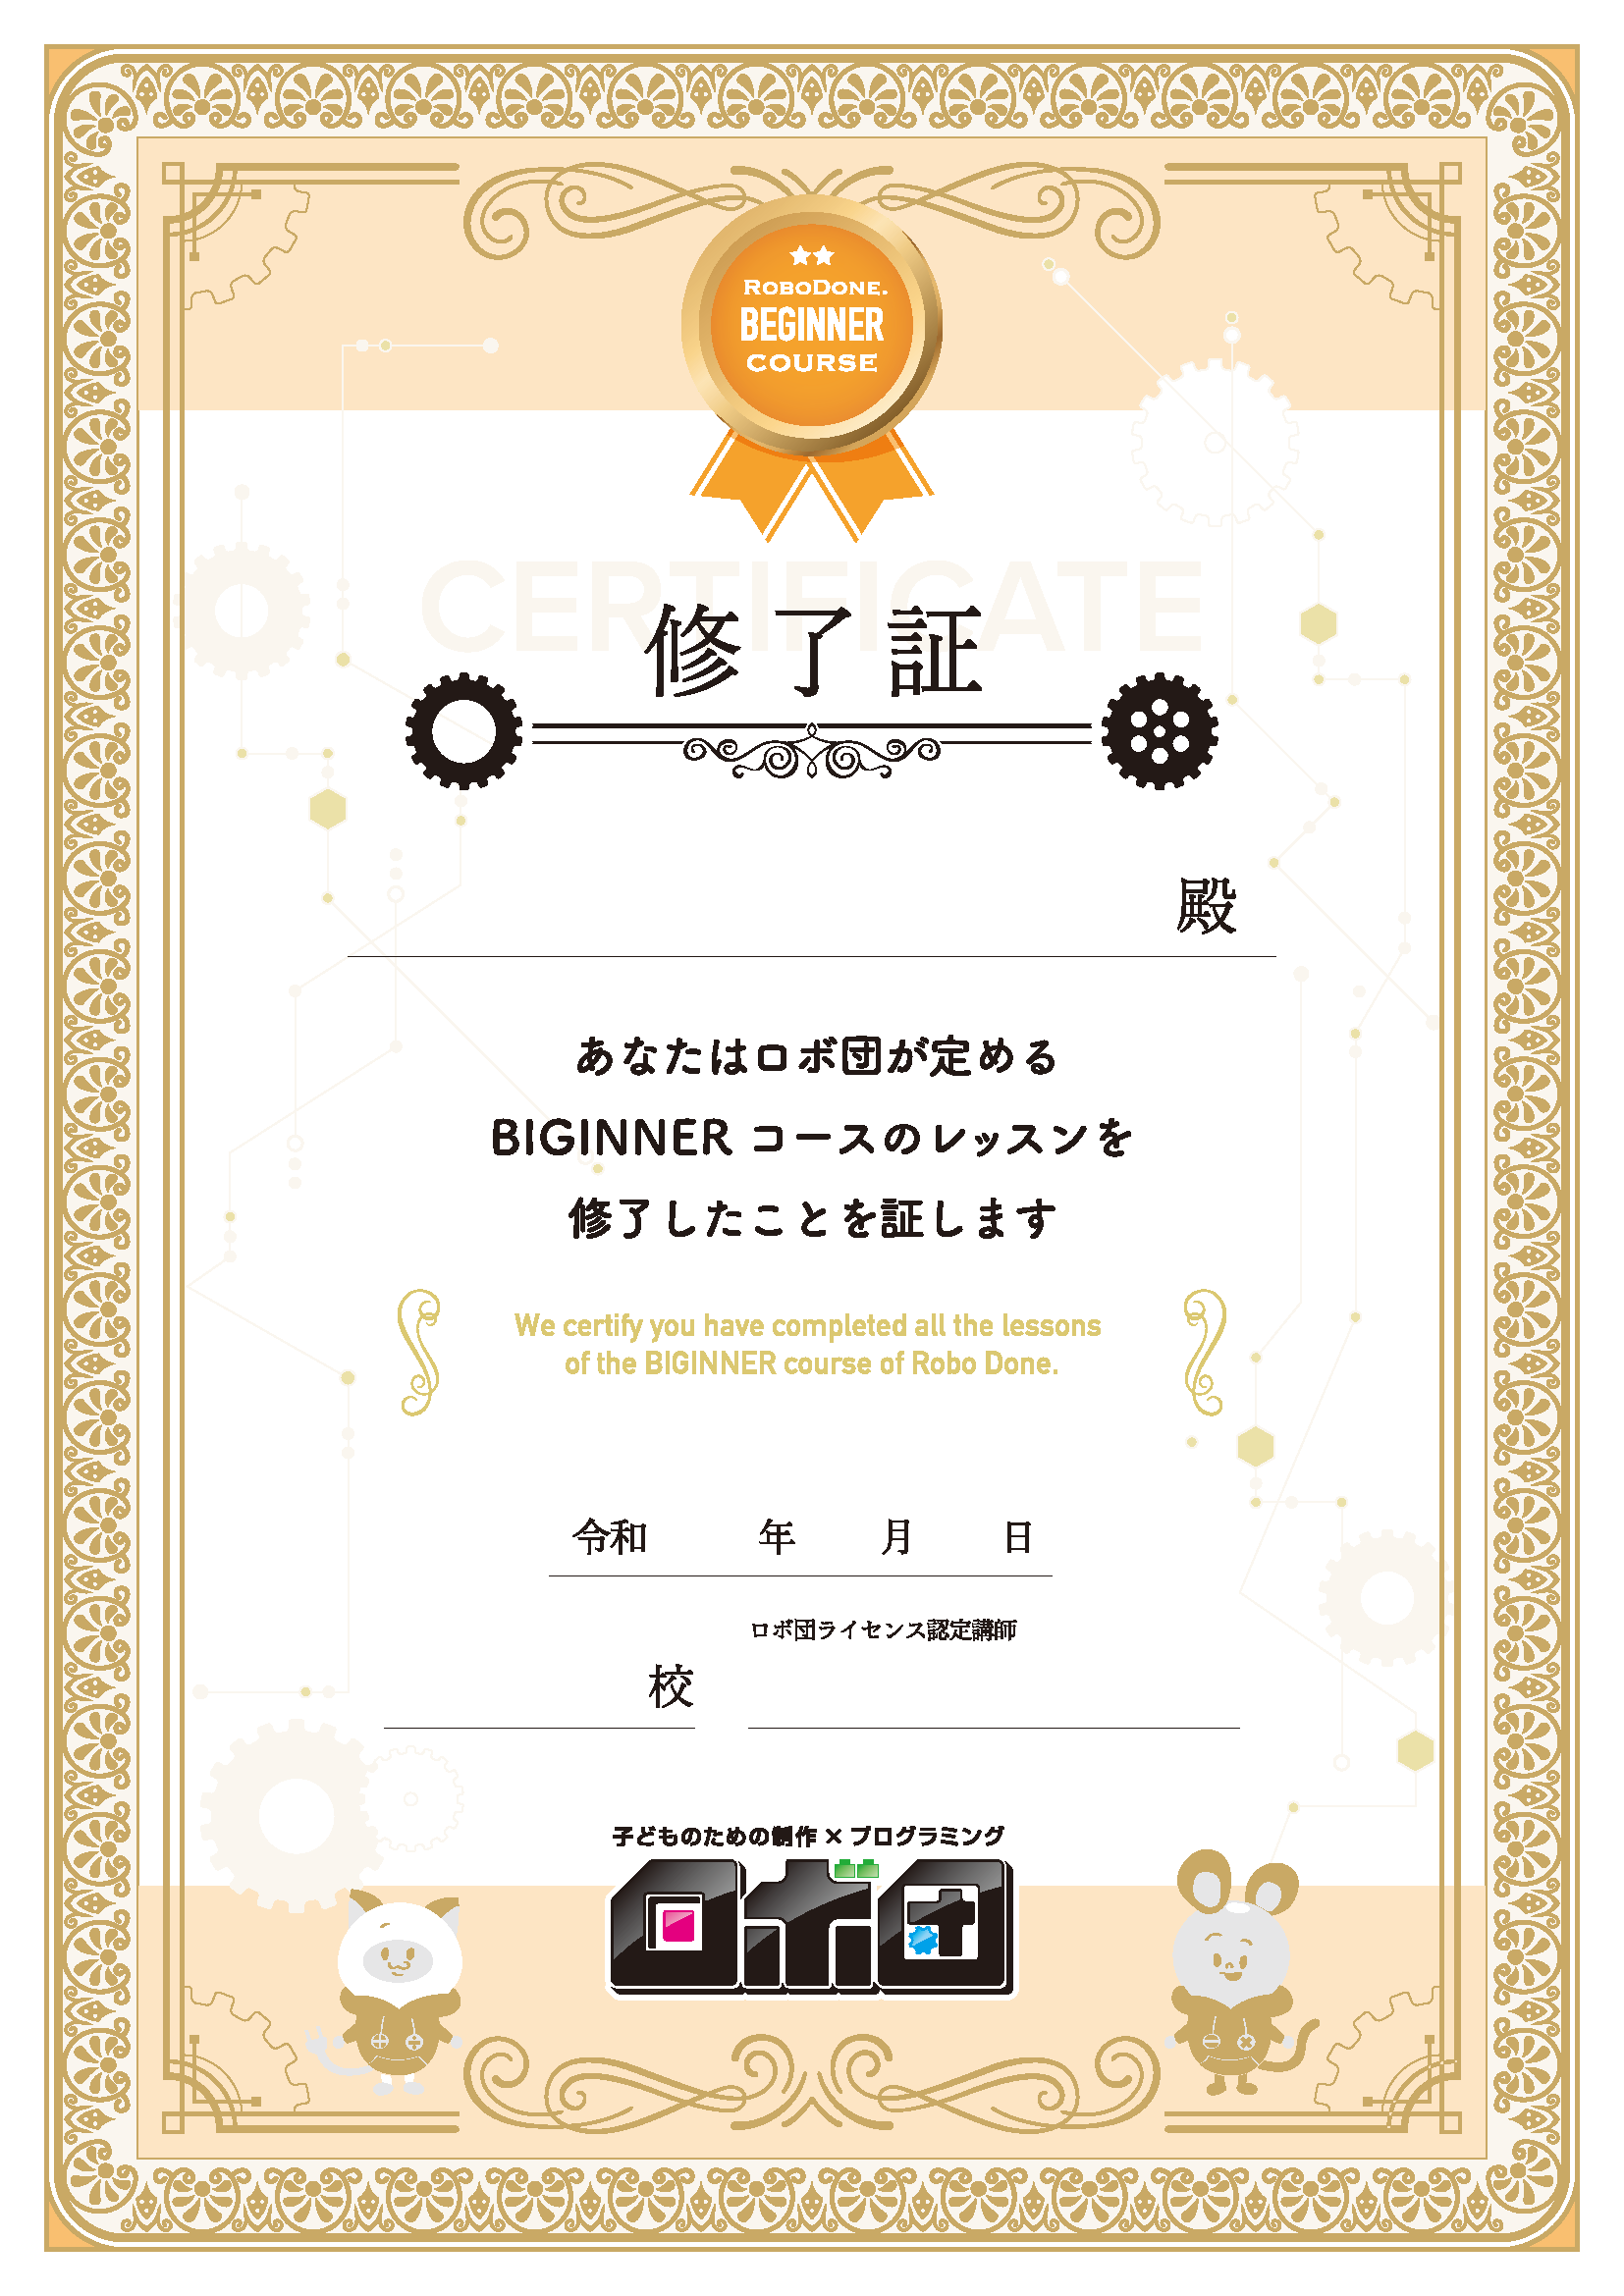 ★★
RoboDone.
BEGINNER
COURSE
CERTIFICATE
修了証
殿
あなたはロボ団が定める
BIGINNER コースのレッスンを
修了したことを証します
We certify you have completed all the lessons
of the BIGINNER course of Robo Done.
令和 年 月 日
ロボ団ライセンス認定講師
校
子どものための制作×プログラミング
ロボ団